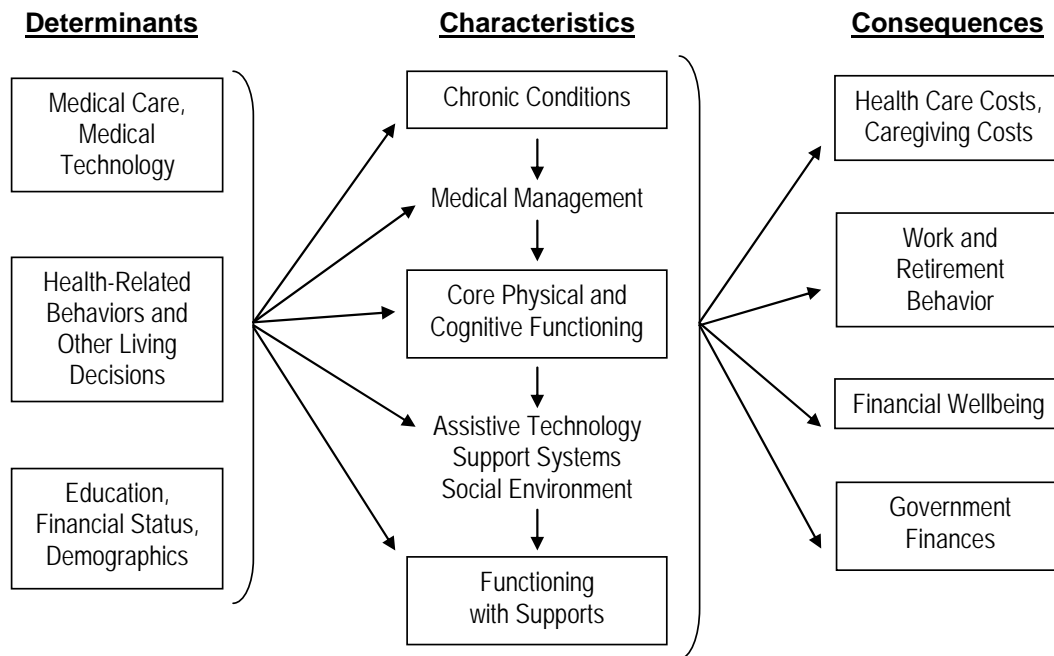 Determinants
Medical Care,
Medical
Technology
Health-Related
Behaviors and
Other Living
Decisions
Education,
Financial Status,
Demographics
Characteristics
Chronic Conditions
Medical Management
Core Physical and
Cognitive Functioning
Assistive Technology
Support Systems
Social Environment
Functioning
with Supports
Consequences
Health Care Costs,
Caregiving Costs
Work and
Retirement
Behavior
Financial Wellbeing
Government
Finances